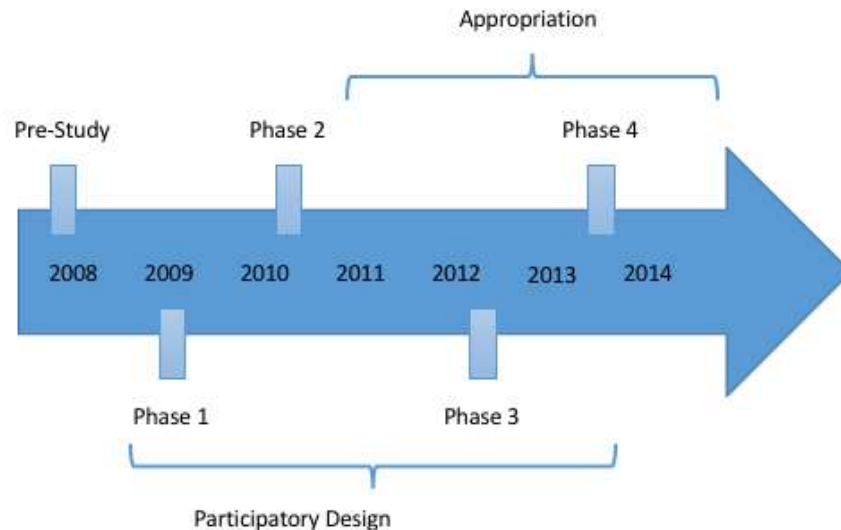 Appropriation
Pre-Study Phase 2 Phase 4
2008 2009 2010 2011 2012 2013 2014
Phase 1 Phase 3
Participatory Design